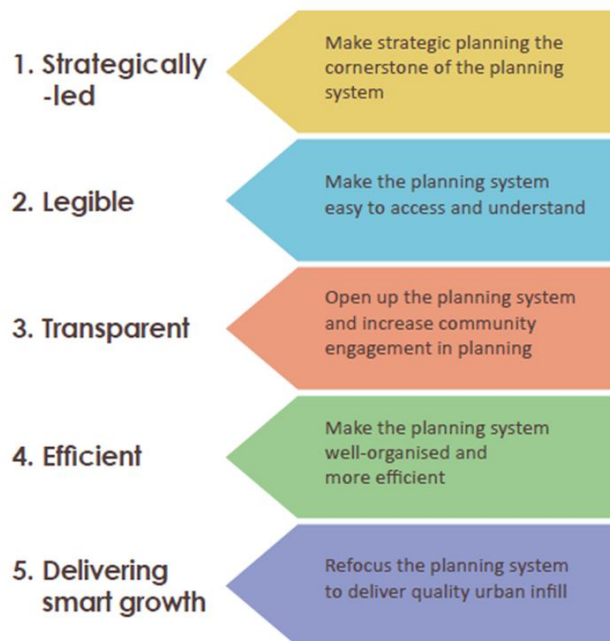 1. Strategically
-led
Make strategic planning the
cornerstone of the planning
system
2. Legible
Make the planning system
easy to access and understand
3. Transparent
Open up the planning system
and increase community
engagement in planning
4. Efficient
Make the planning system
well-organised and
more efficient
5. Delivering
smart growth
Refocus the planning system
to deliver quality urban infill